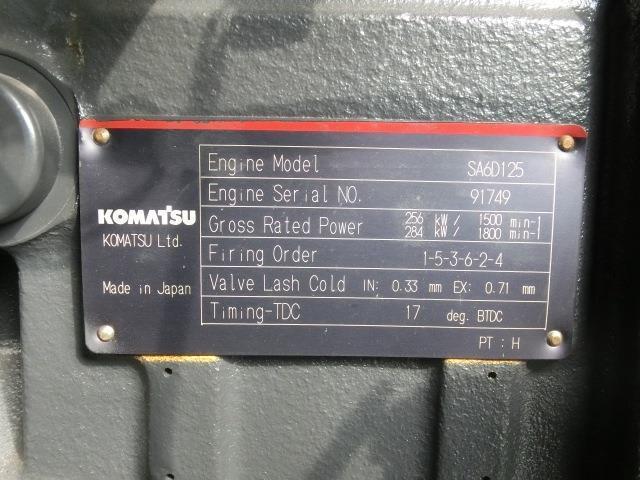 KOMATSU
KOMATSU Ltd.
Made in Japan
Engine Model SA6D125
Engine Serial NO. 91749
Gross Rated Power 256 kW / 1500 min-1
284 kW / 1800 min-1
Firing Order 1-5-3-6-2-4
Valve Lash Cold IN: 0.33 mm EX: 0.71 mm
Timing-TDC 17 deg. BTDC
PT : H